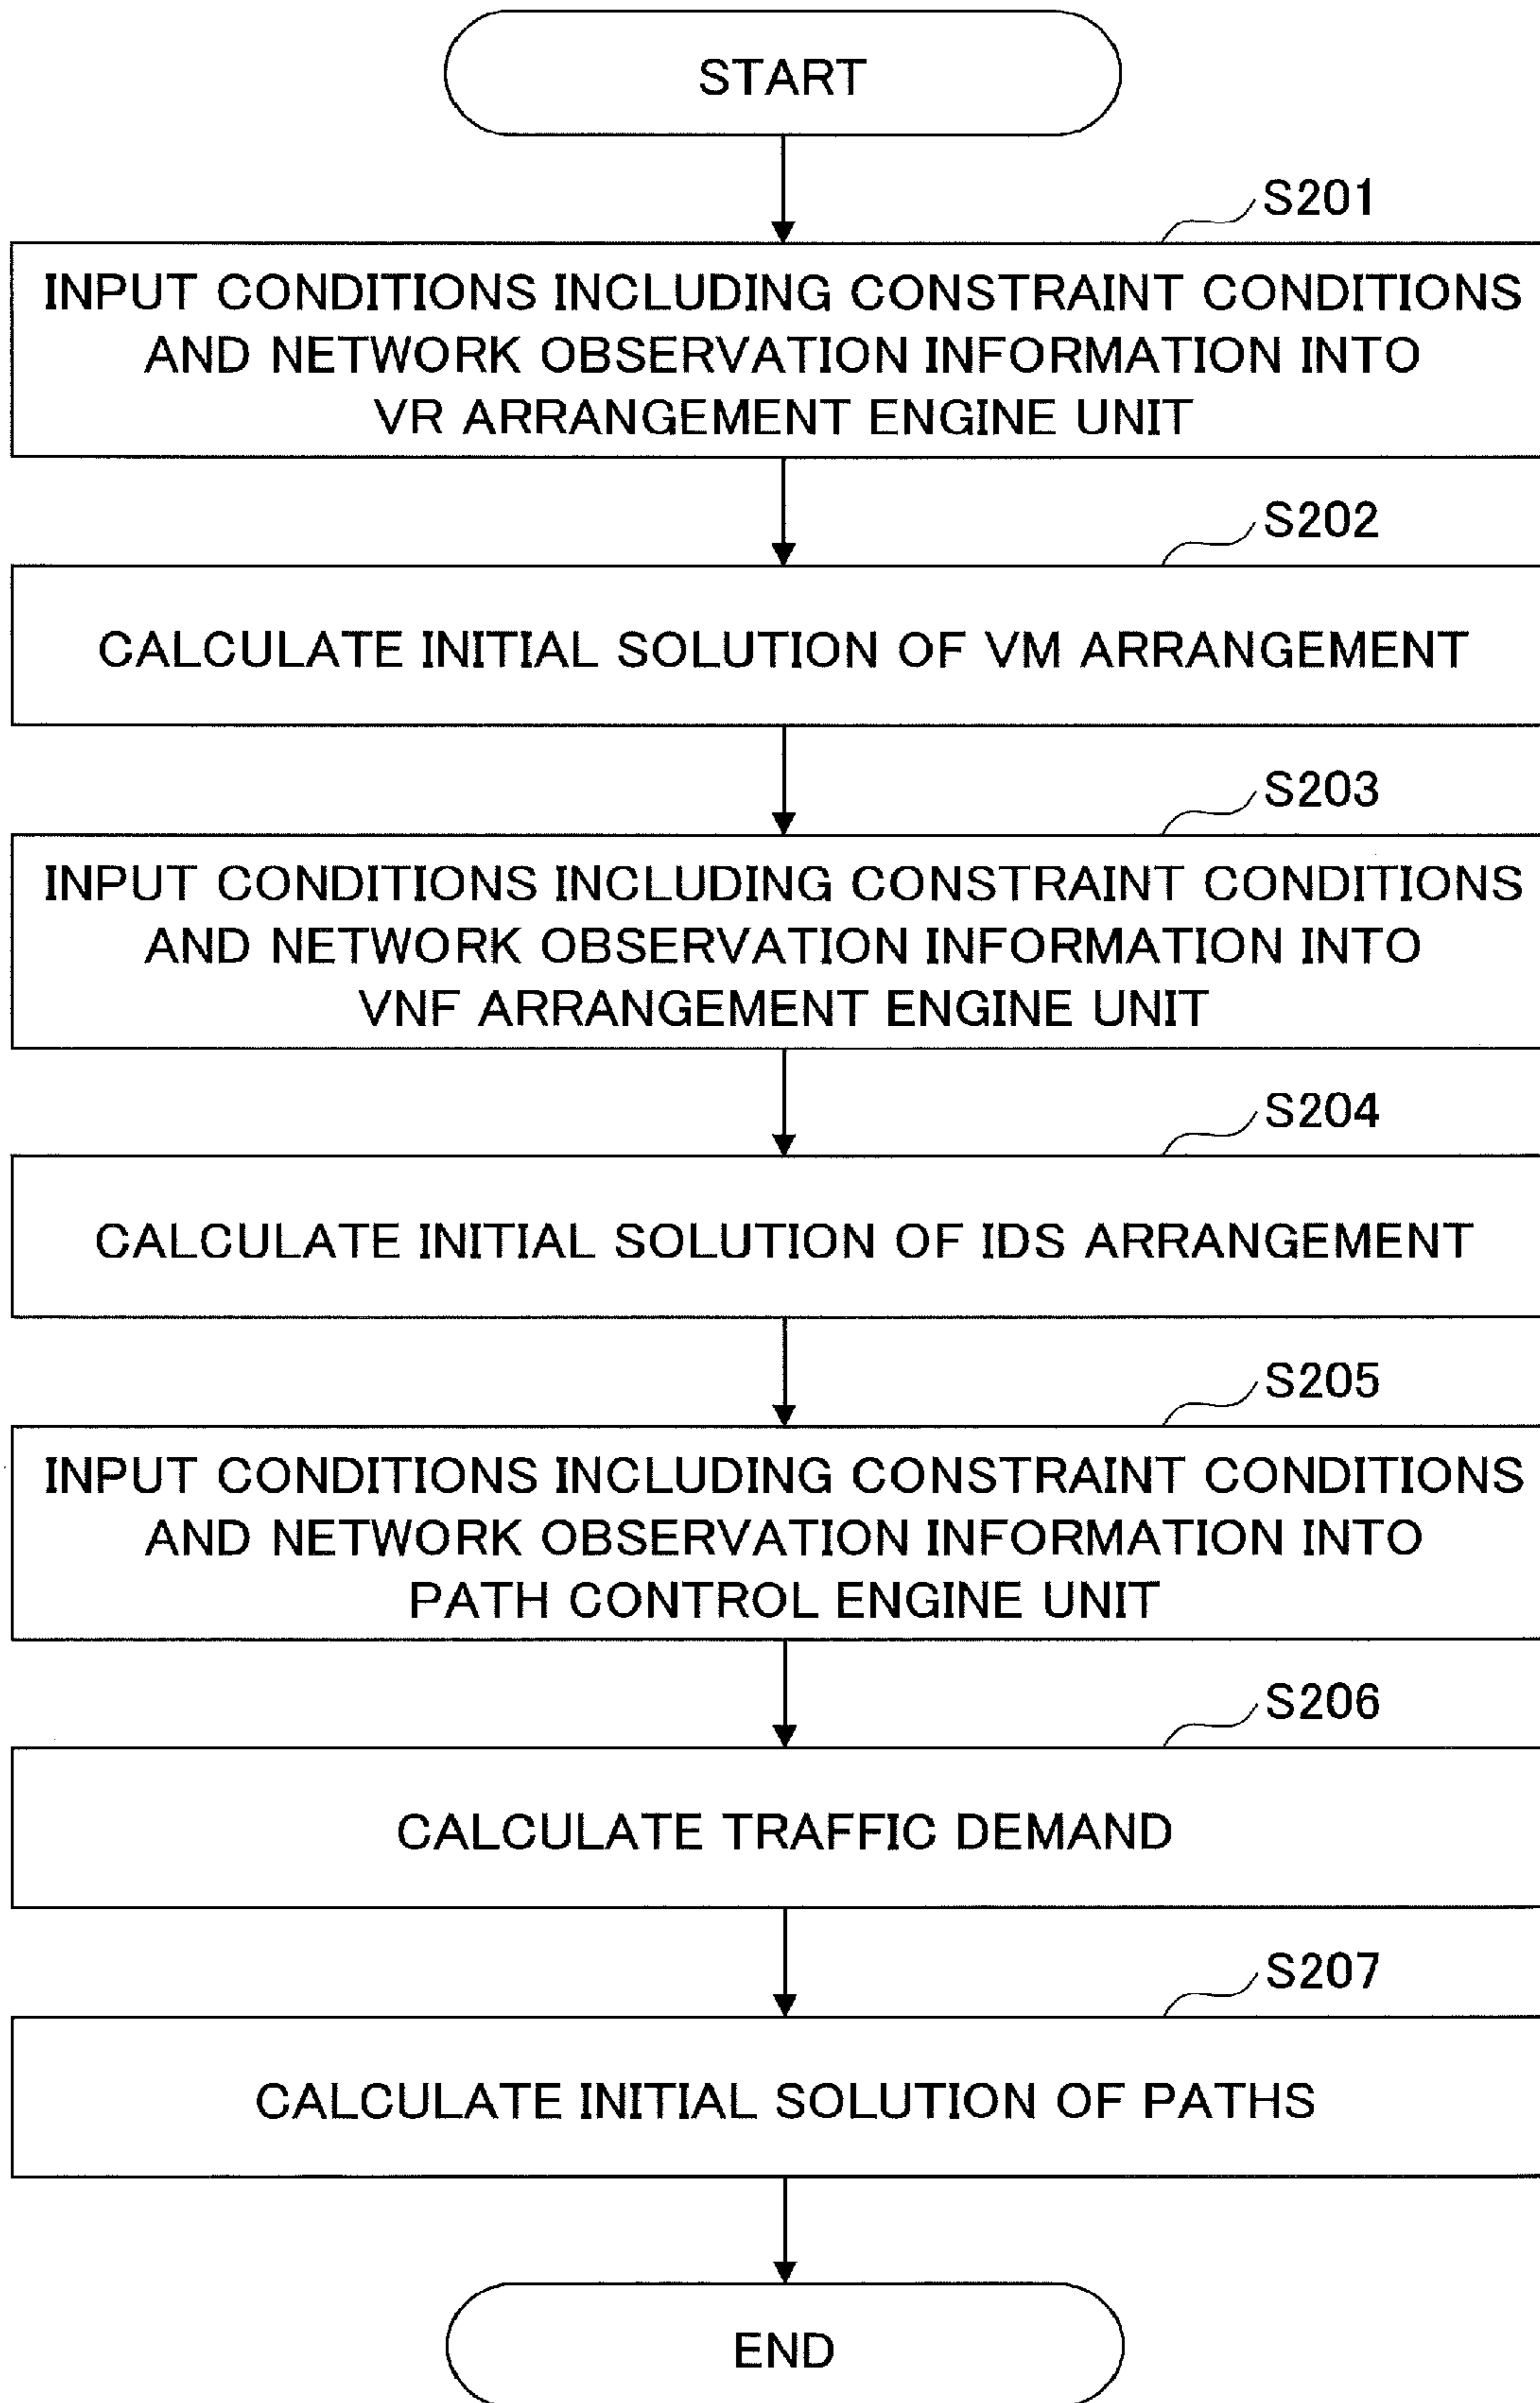 START
S201
INPUT CONDITIONS INCLUDING CONSTRAINT CONDITIONS
AND NETWORK OBSERVATION INFORMATION INTO
VR ARRANGEMENT ENGINE UNIT
S202
CALCULATE INITIAL SOLUTION OF VM ARRANGEMENT
S203
INPUT CONDITIONS INCLUDING CONSTRAINT CONDITIONS
AND NETWORK OBSERVATION INFORMATION INTO
VNF ARRANGEMENT ENGINE UNIT
S204
CALCULATE INITIAL SOLUTION OF IDS ARRANGEMENT
S205
INPUT CONDITIONS INCLUDING CONSTRAINT CONDITIONS
AND NETWORK OBSERVATION INFORMATION INTO
PATH CONTROL ENGINE UNIT
S206
CALCULATE TRAFFIC DEMAND
S207
CALCULATE INITIAL SOLUTION OF PATHS
END